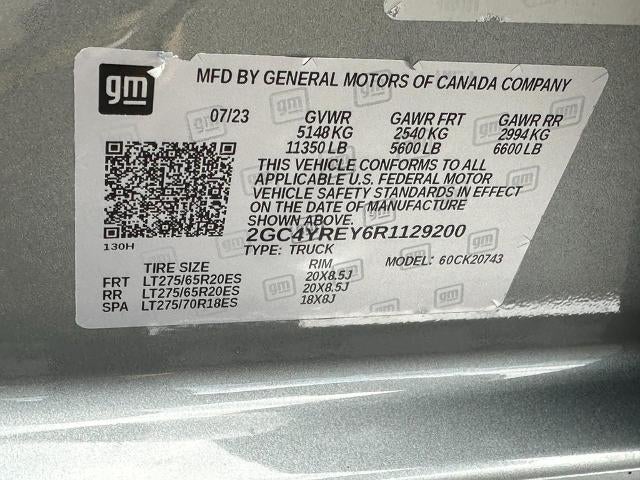 gm
MFD BY GENERAL MOTORS OF CANADA COMPANY
07/23 GVWR GAWR FRT GAWR RR
5148 KG 2540 KG 2994 KG
11350 LB 5600 LB 6600 LB
THIS VEHICLE CONFORMS TO ALL
APPLICABLE U.S. FEDERAL MOTOR
VEHICLE SAFETY STANDARDS IN EFFECT
ON THE DATE OF MANUFACTURE
SHOWN ABOVE.
130H
2GC4YREY6R1129200
TYPE: TRUCK MODEL: 60CK20743
TIRE SIZE RIM
FRT LT275/65R20ES 20X8.5J
RR LT275/65R20ES 20X8.5J
SPA LT275/70R18ES 18X8J